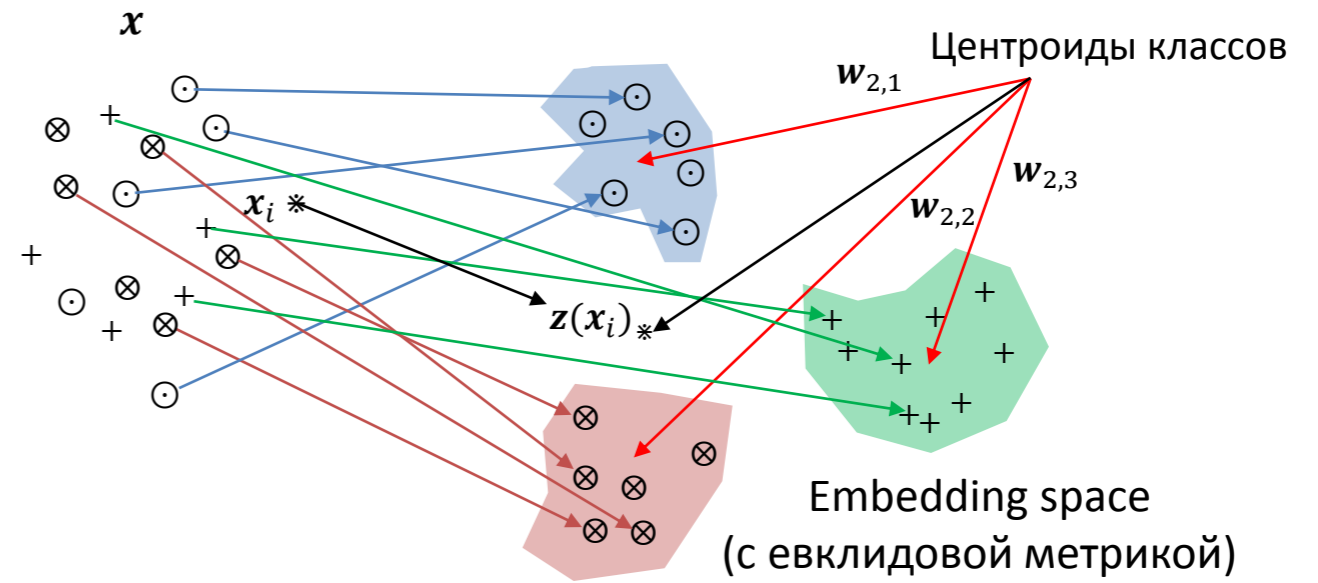 x
Центроиды классов
w₂,₁
w₂,₃
w₂,₂
xᵢ
z(xᵢ)
Embedding space
(с евклидовой метрикой)